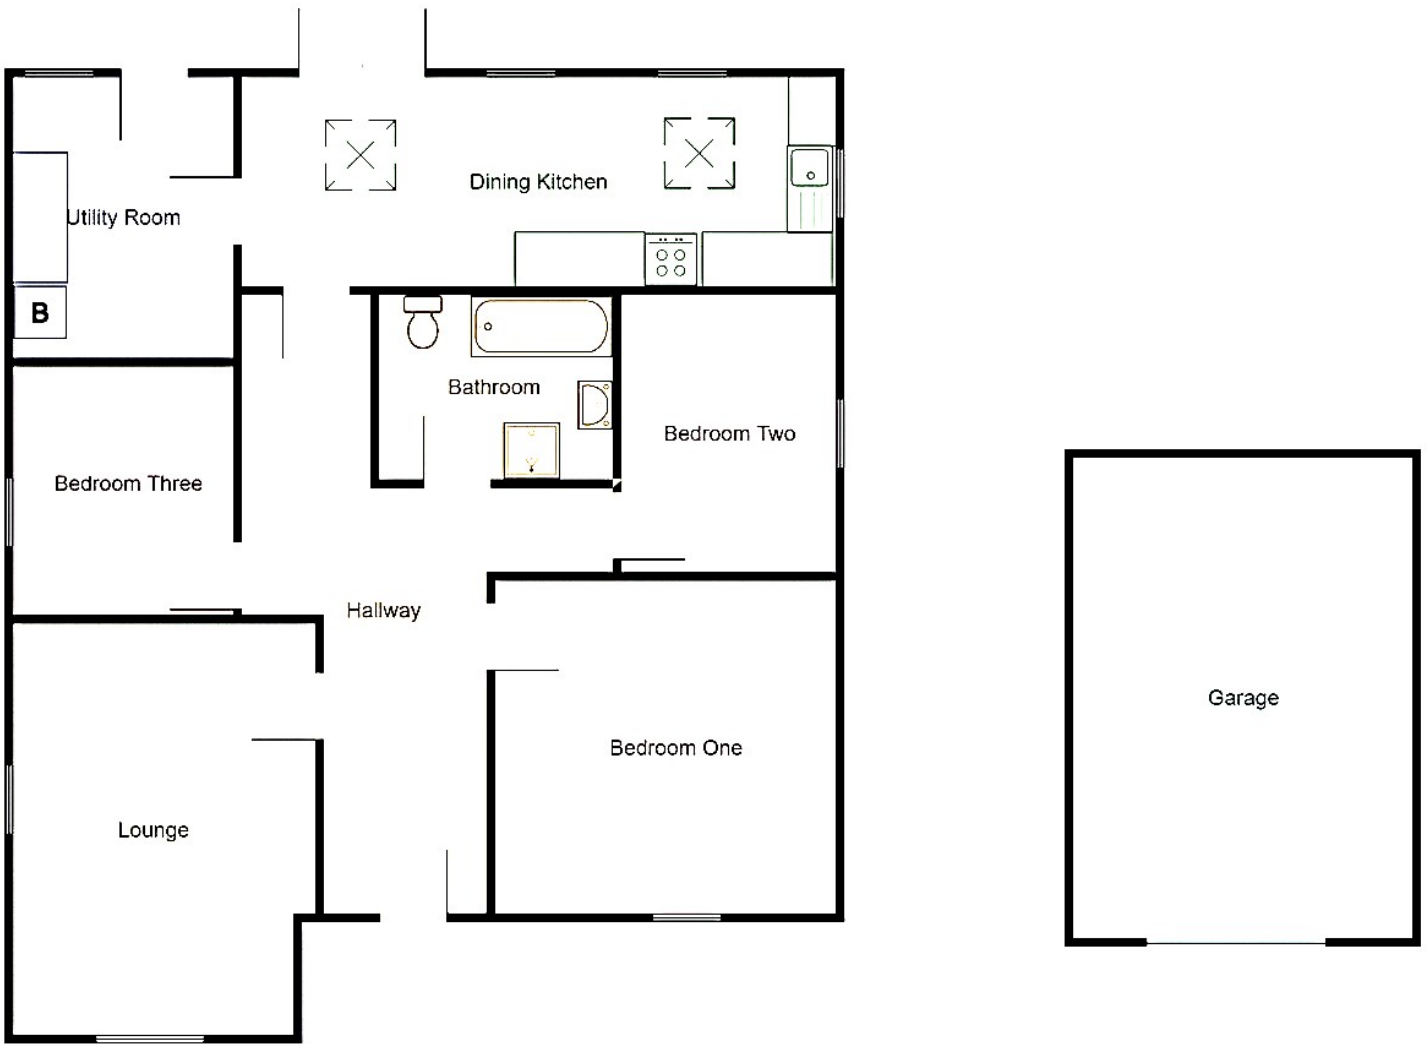 Dining Kitchen
Utility Room
B
Bathroom
Bedroom Two
Bedroom Three
Hallway
Garage
Bedroom One
Lounge